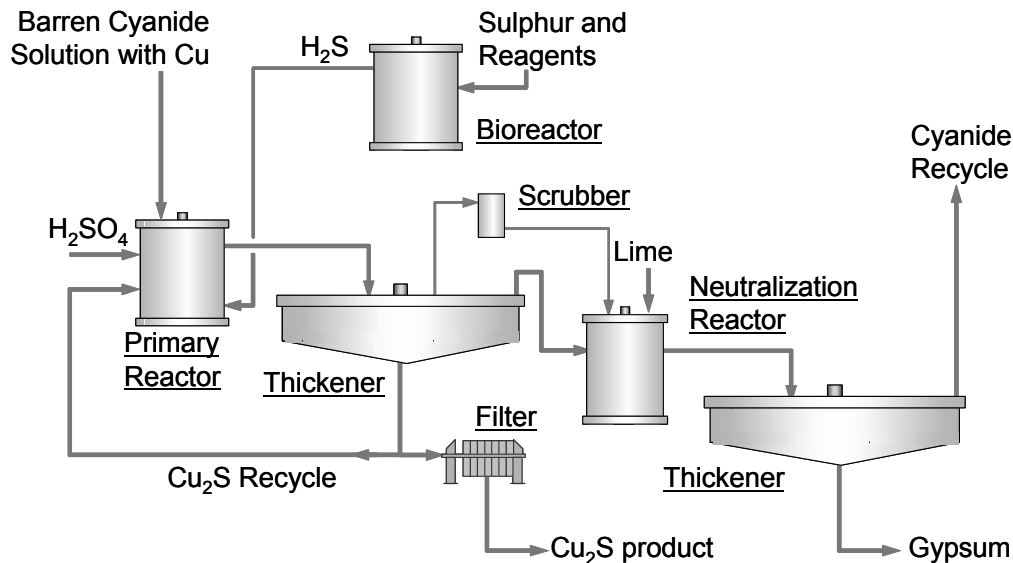 Barren Cyanide
Solution with Cu
H₂S
Sulphur and
Reagents
Bioreactor
Cyanide
Recycle
Scrubber
H₂SO₄
Lime
Neutralization
Reactor
Primary
Reactor
Thickener
Filter
Cu₂S Recycle
Thickener
Cu₂S product
Gypsum